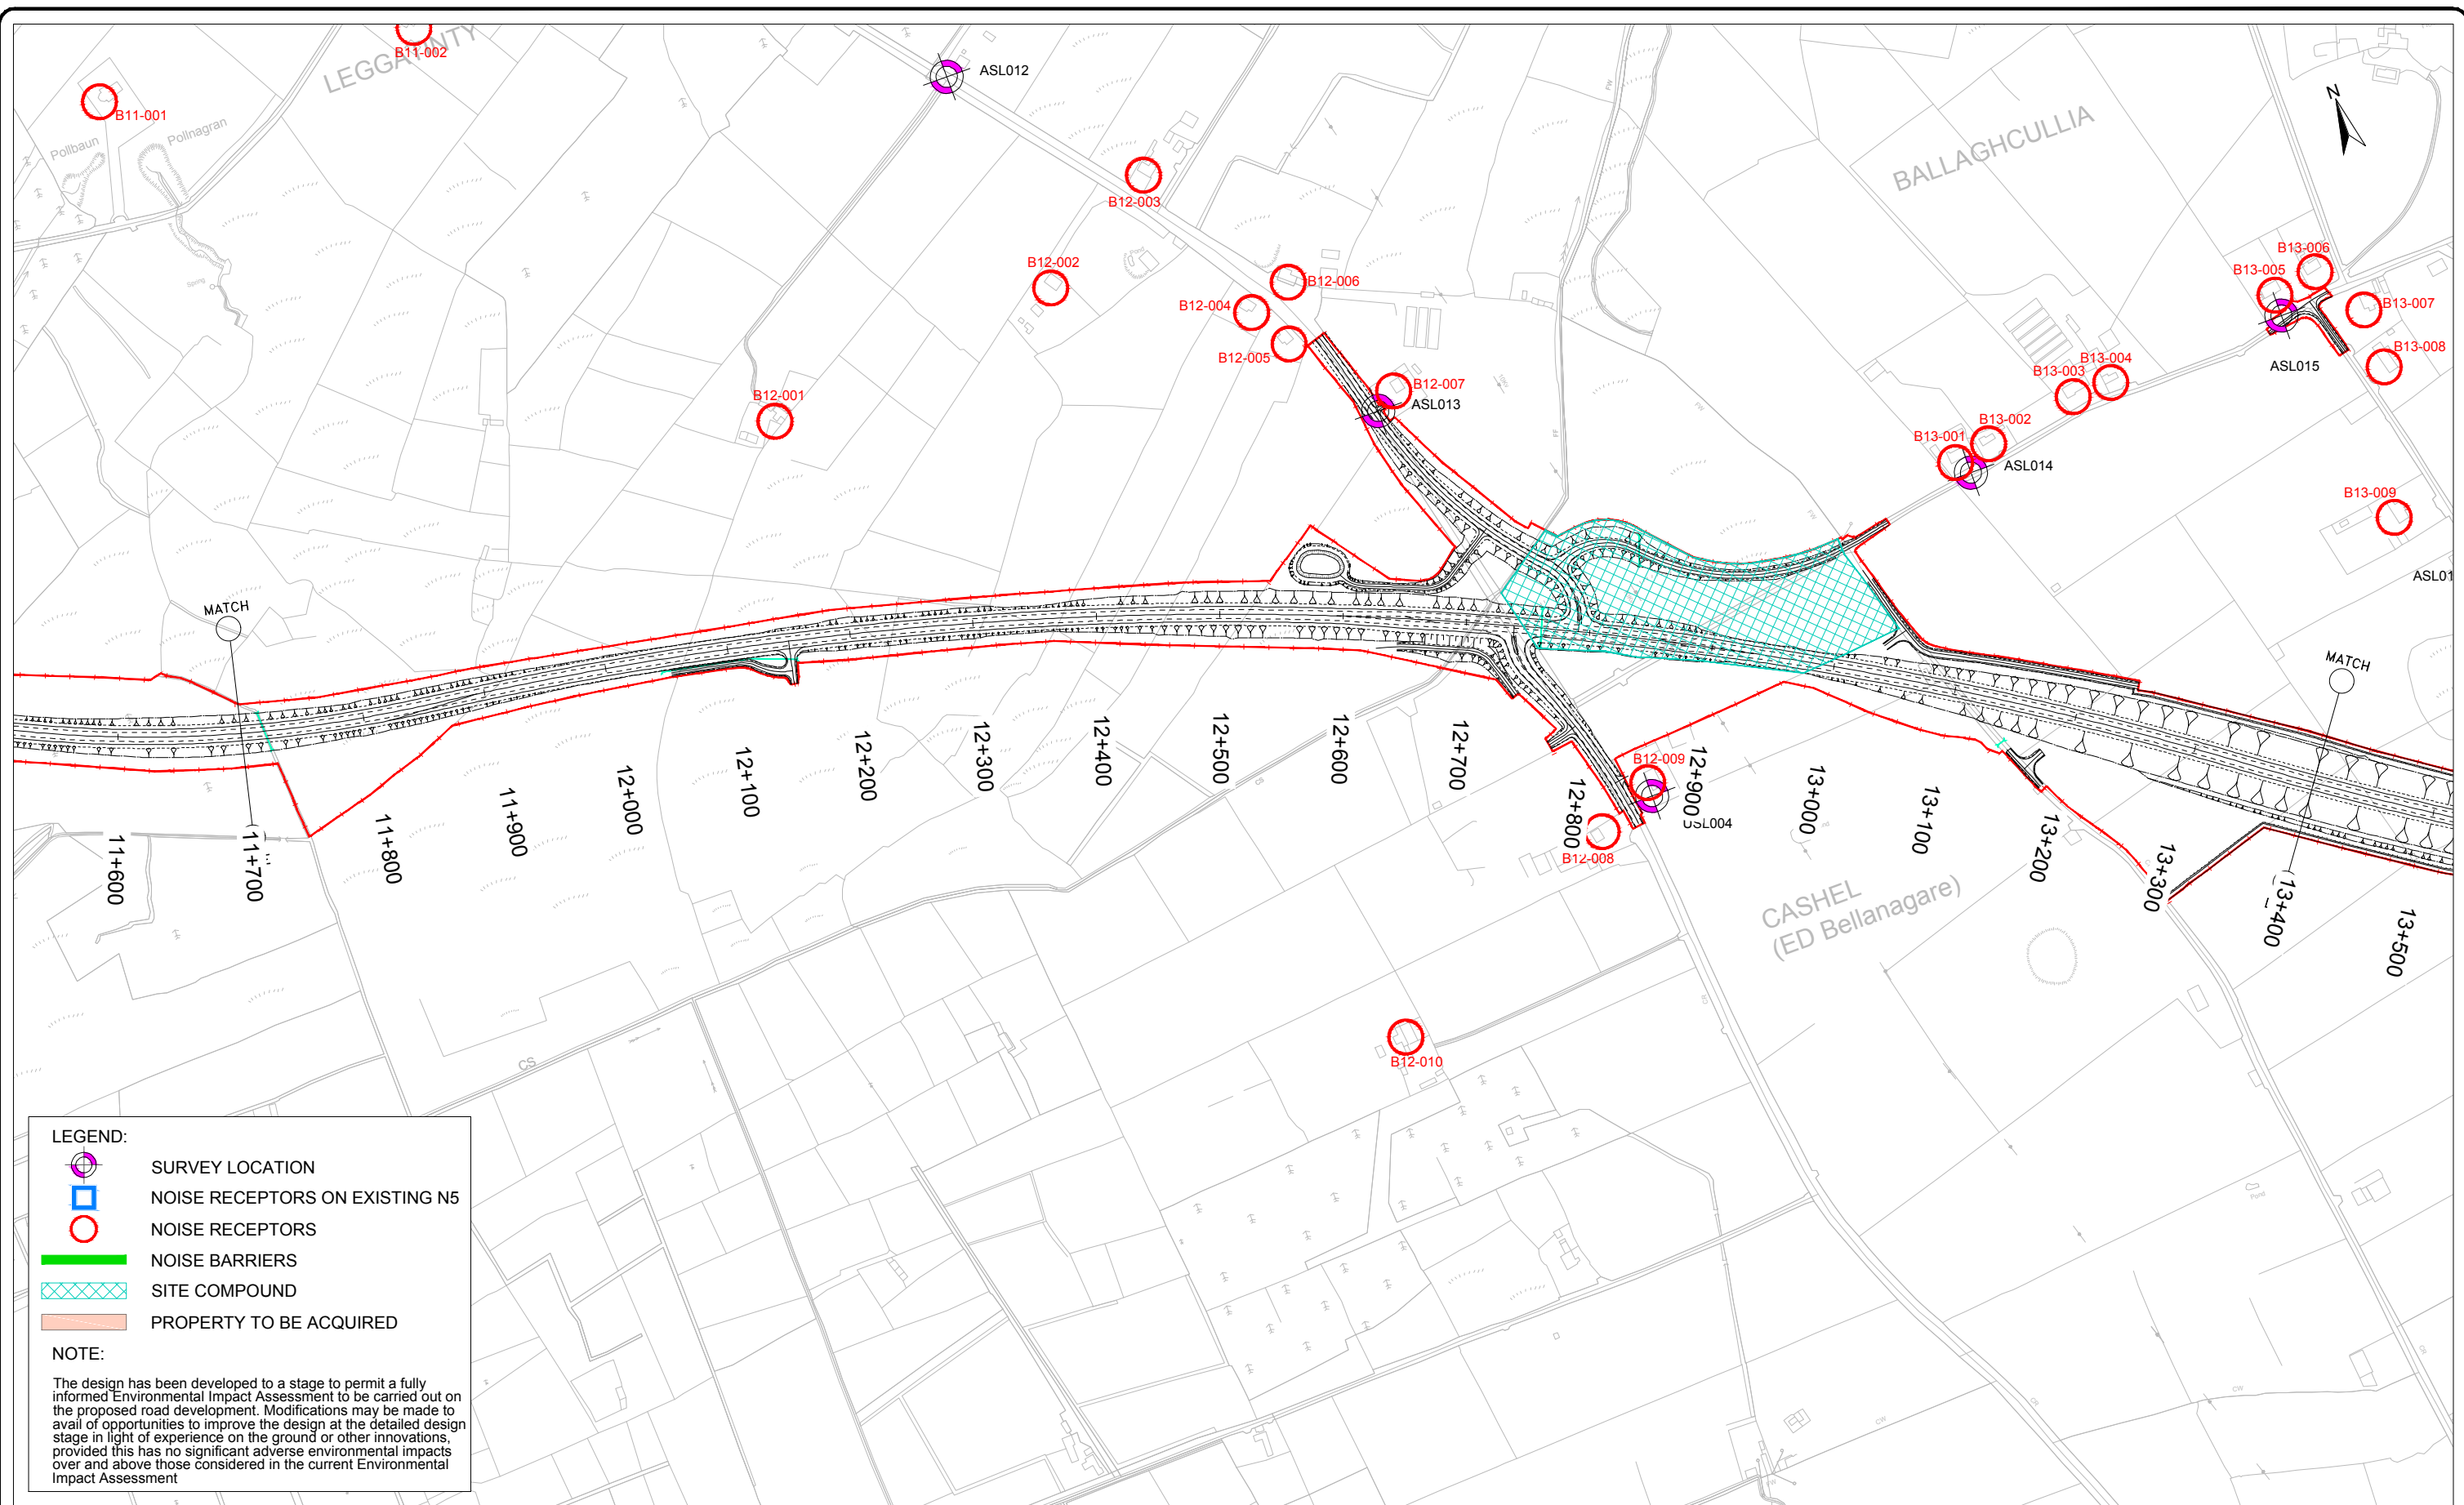 B11-002
LEGGA
NTY
ASL012
B11-001
Pollnagran
Pollbaun
N
BALLAGHCULLIA
B12-003
B12-002
Pond
Spring
B12-006
B12-004
B12-005
B13-006
B13-005
B13-007
B13-008
ASL015
B13-004
B13-003
B12-007
ASL013
B12-001
B13-002
B13-001
ASL014
B13-009
ASL01
MATCH
MATCH
B12-009
USL004
B12-008
11+600
11+700
11+800
11+900
12+000
12+100
12+200
12+300
12+400
12+500
12+600
12+700
12+800
12+900
13+000
13+100
13+200
13+300
13+400
13+500
CASHEL
(ED Bellanagare)
CS
B12-010
Pond
CR
CW
LEGEND:
SURVEY LOCATION
NOISE RECEPTORS ON EXISTING N5
NOISE RECEPTORS
NOISE BARRIERS
SITE COMPOUND
PROPERTY TO BE ACQUIRED
NOTE:
The design has been developed to a stage to permit a fully
informed Environmental Impact Assessment to be carried out on
the proposed road development. Modifications may be made to
avail of opportunities to improve the design at the detailed design
stage in light of experience on the ground or other innovations,
provided this has no significant adverse environmental impacts
over and above those considered in the current Environmental
Impact Assessment